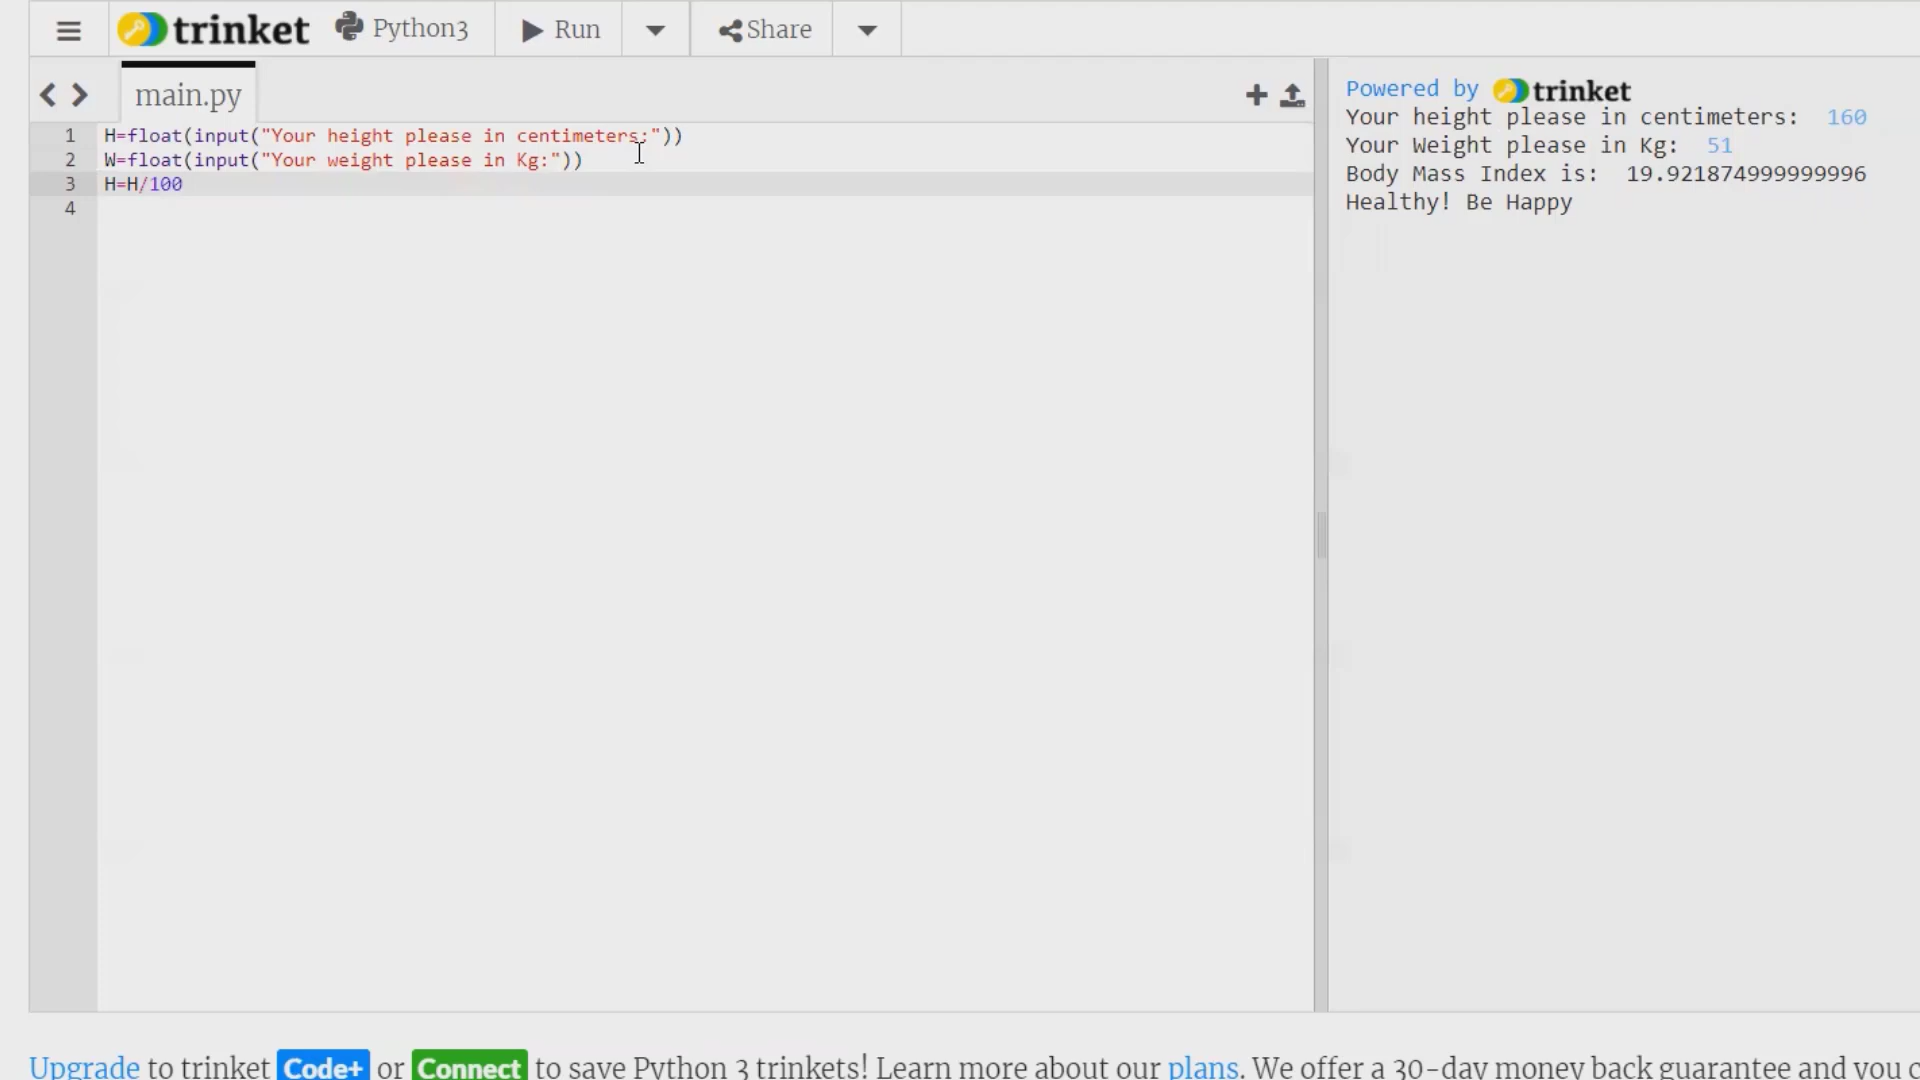 trinket Python3 Run Share
main.py
1 H=float(input("Your height please in centimeters:"))
2 W=float(input("Your weight please in Kg:"))
3 H=H/100
4
Powered by trinket
Your height please in centimeters: 160
Your Weight please in Kg: 51
Body Mass Index is: 19.921874999999996
Healthy! Be Happy
Upgrade to trinket Code+ or Connect to save Python 3 trinkets! Learn more about our plans. We offer a 30-day money back guarantee and you